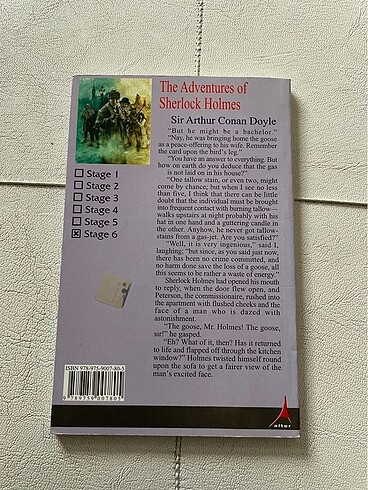 The Adventures of
Sherlock Holmes
Sir Arthur Conan Doyle
"But he might be a bachelor."
"Nay, he was bringing home the goose
as a peace-offering to his wife. Remember
the card upon the bird's leg."
"You have an answer to everything. But
how on earth do you deduce that the gas
is not laid on in his house?"
"One tallow stain, or even two, might
come by chance; but when I see no less
than five, I think that there can be little
doubt that the individual must be brought
into frequent contact with burning tallow—
walks upstairs at night probably with his
hat in one hand and a guttering candle in
the other. Anyhow, he never got tallow-
stains from a gas-jet. Are you satisfied?"
"Well, it is very ingenious," said I,
laughing; "but since, as you said just now,
there has been no crime committed, and
no harm done save the loss of a goose, all
this seems to be rather a waste of energy."
Sherlock Holmes had opened his mouth
to reply, when the door flew open, and
Peterson, the commissionaire, rushed into
the apartment with flushed cheeks and the
face of a man who is dazed with
astonishment.
"The goose, Mr. Holmes! The goose,
sir!" he gasped.
"Eh? What of it, then? Has it returned
to life and flapped off through the kitchen
window?" Holmes twisted himself round
upon the sofa to get a fairer view of the
man's excited face.
Stage 1
Stage 2
Stage 3
Stage 4
Stage 5
Stage 6
ISBN 978-975-9007-80-5
9789759007805
alter